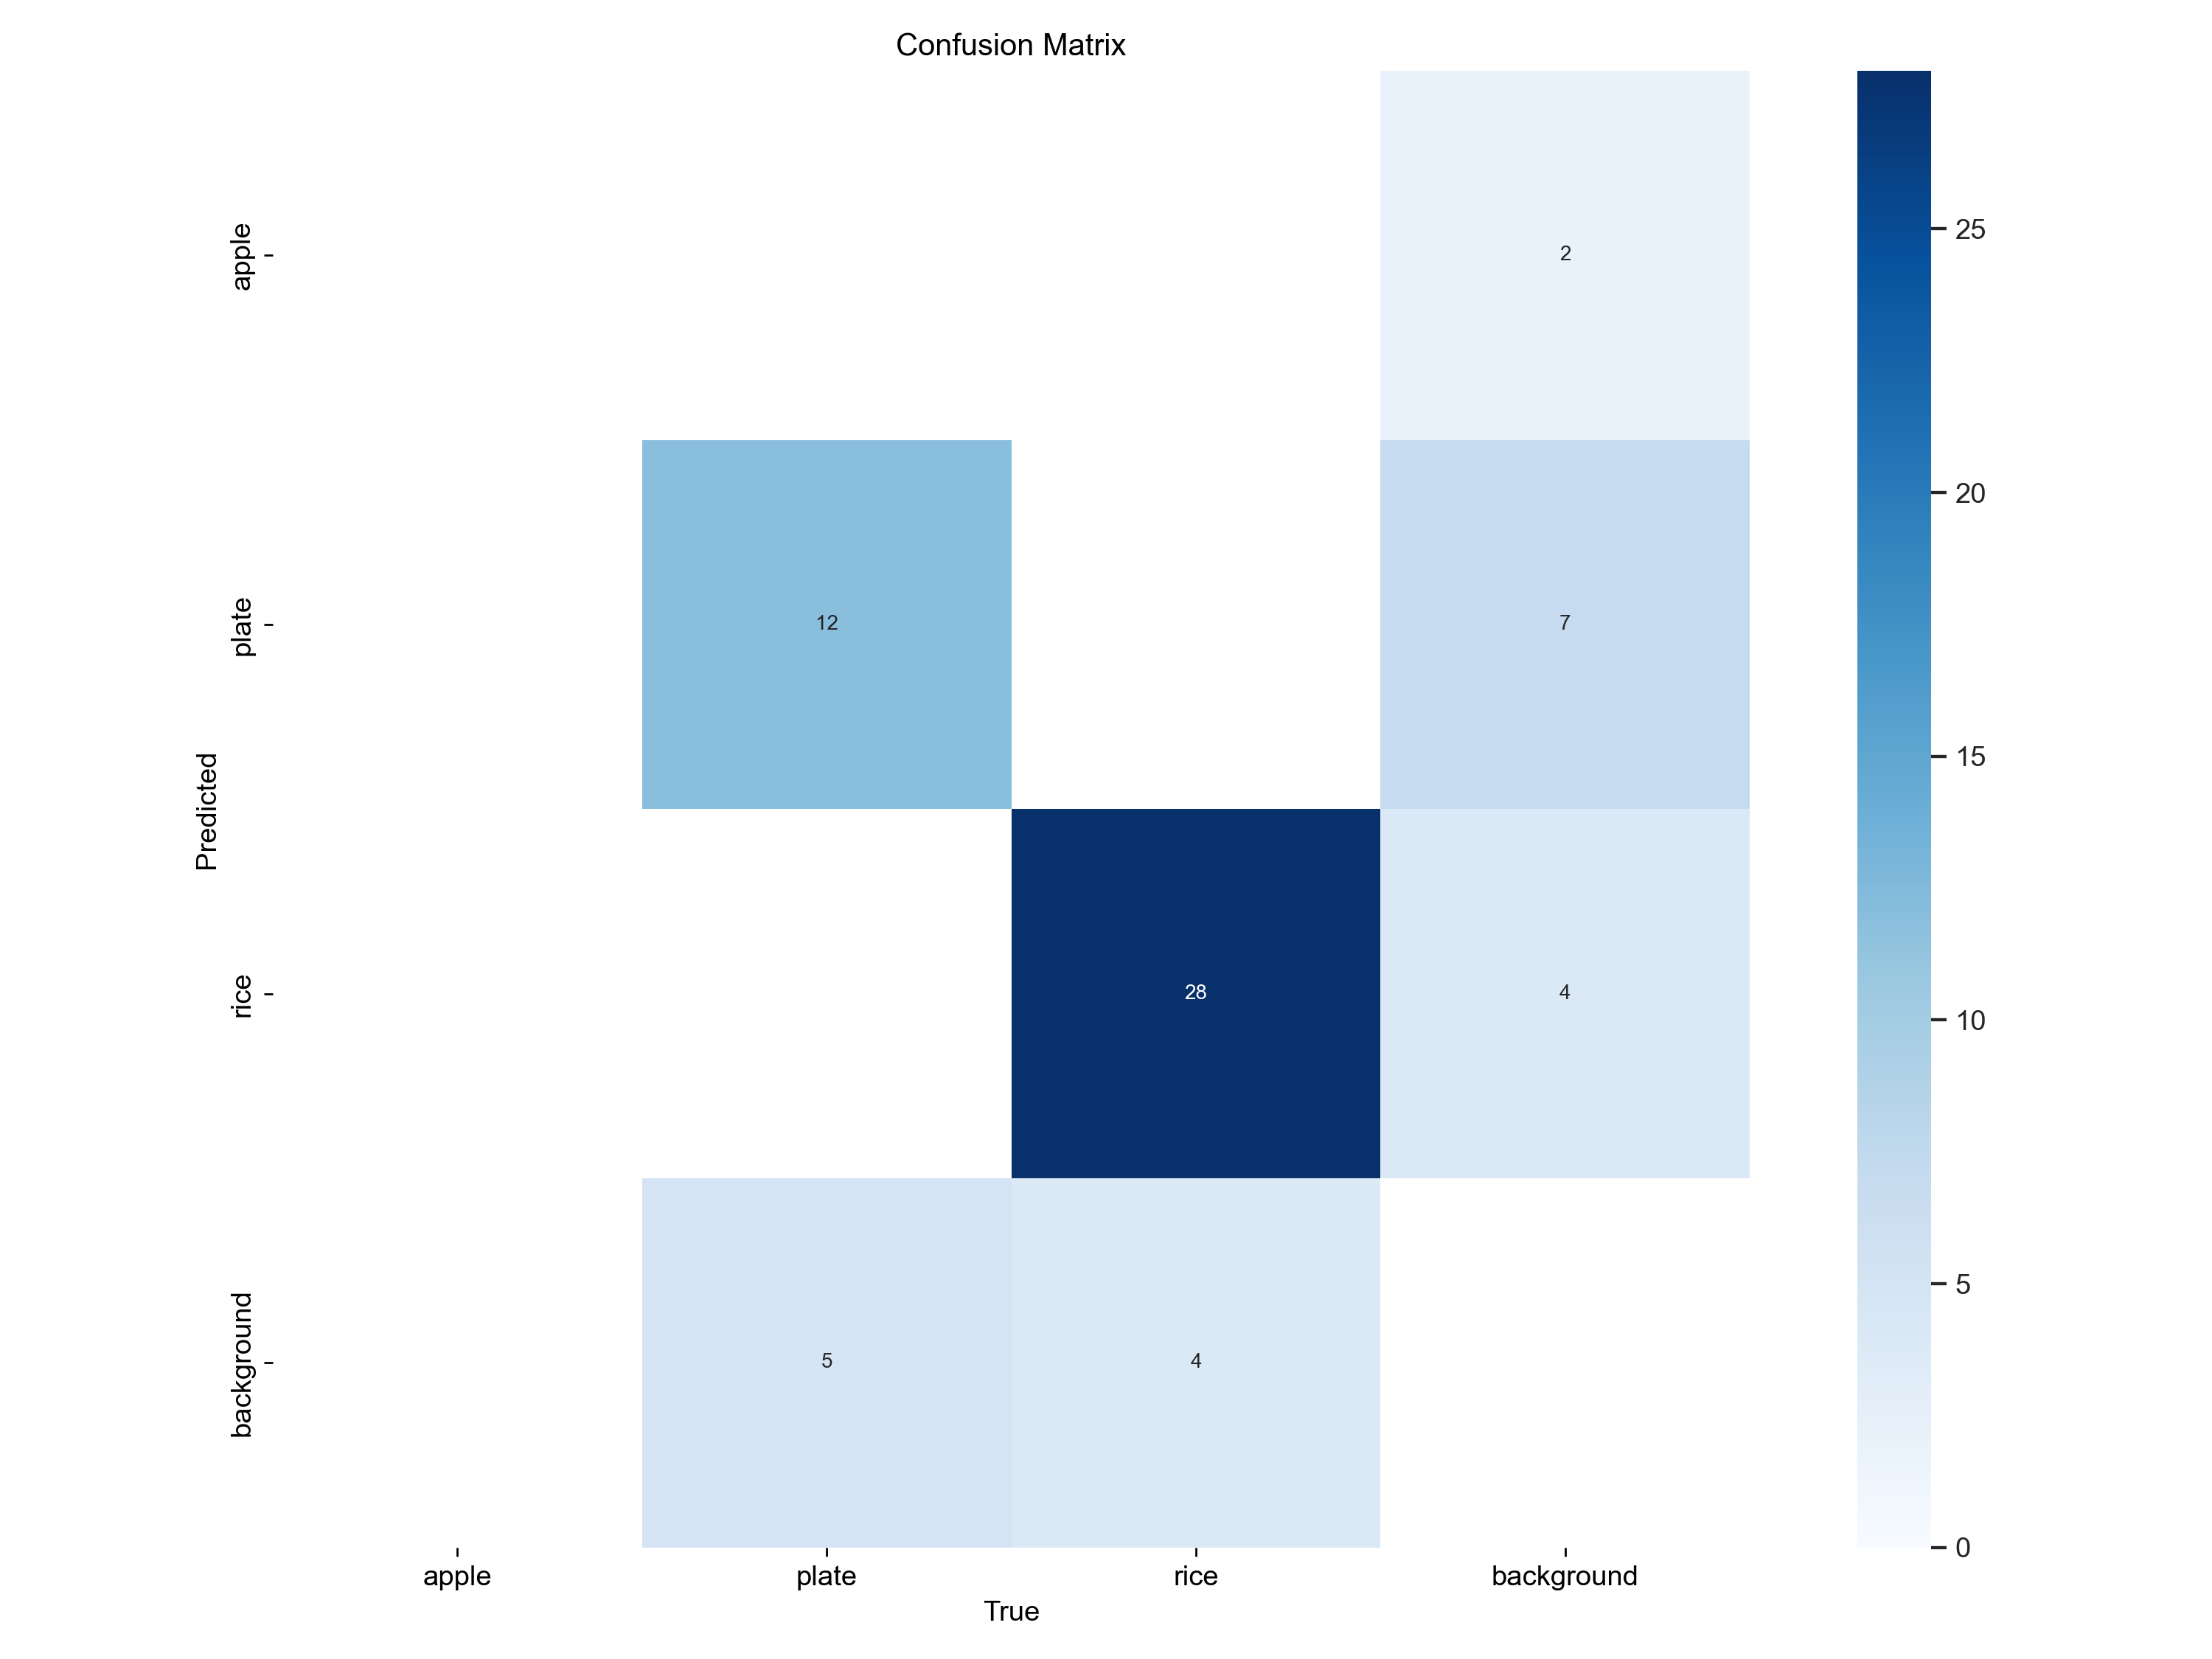 Confusion Matrix
apple
2
plate
12
7
Predicted
rice
28
4
background
5
4
apple
plate
rice
background
True
25
20
15
10
5
0